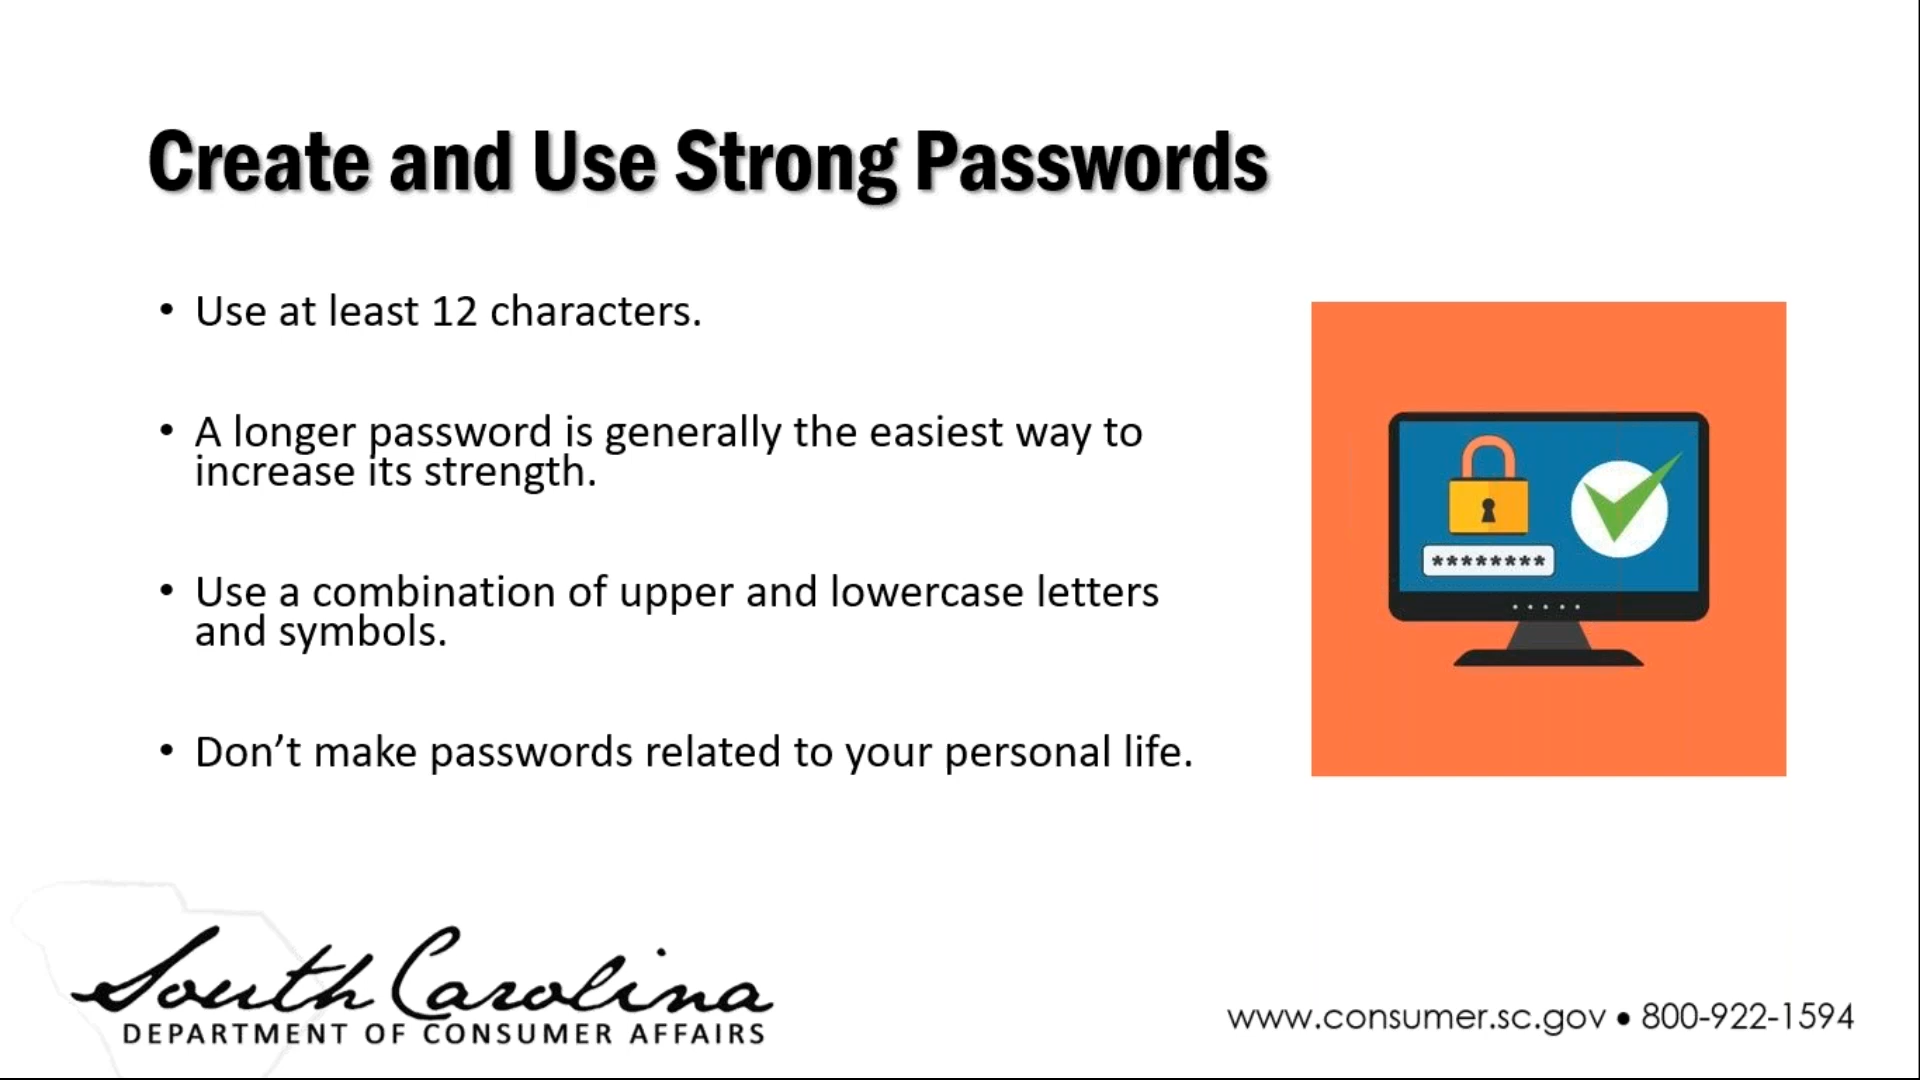 Create and Use Strong Passwords
• Use at least 12 characters.
• A longer password is generally the easiest way to
increase its strength.
• Use a combination of upper and lowercase letters
and symbols.
• Don’t make passwords related to your personal life.
********
South Carolina
DEPARTMENT OF CONSUMER AFFAIRS
www.consumer.sc.gov • 800-922-1594